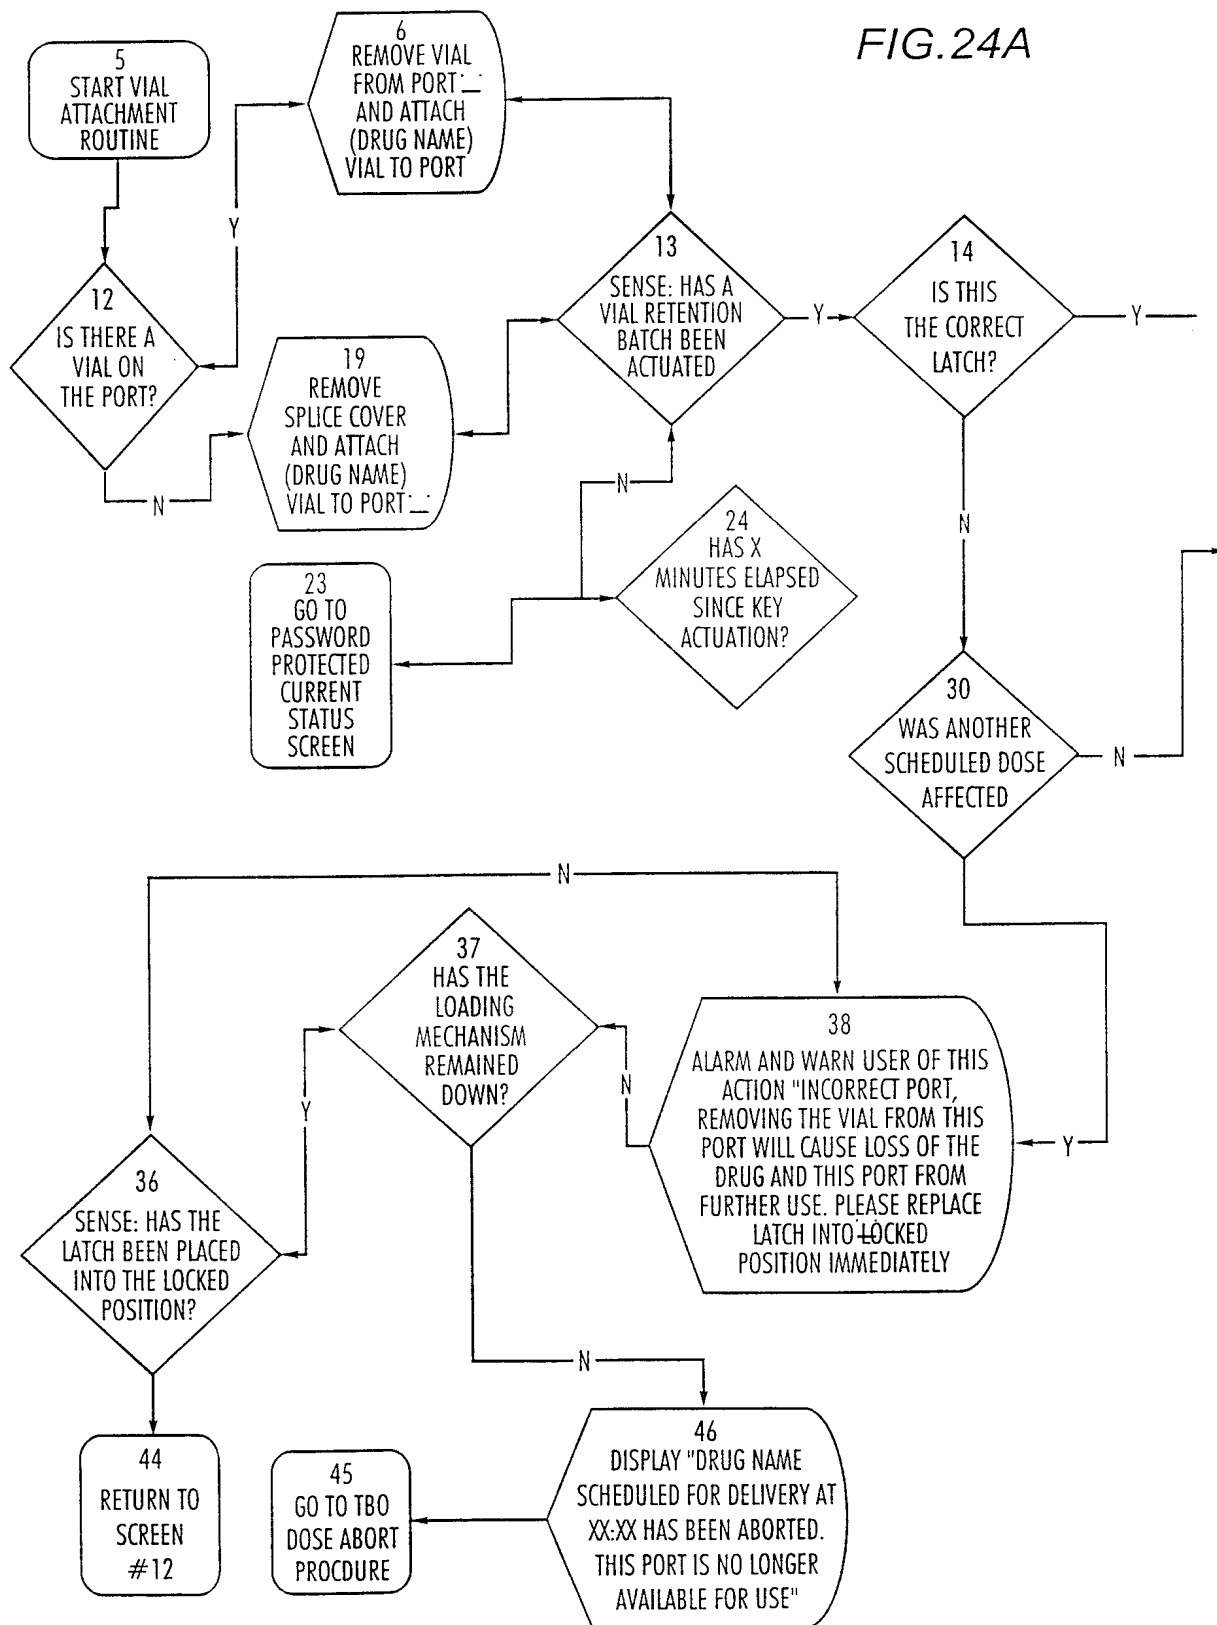 FIG.24A
5
START VIAL
ATTACHMENT
ROUTINE
6
REMOVE VIAL
FROM PORT __
AND ATTACH
(DRUG NAME)
VIAL TO PORT
Y
12
IS THERE A
VIAL ON
THE PORT?
N
19
REMOVE
SPLICE COVER
AND ATTACH
(DRUG NAME)
VIAL TO PORT __
13
SENSE: HAS A
VIAL RETENTION
BATCH BEEN
ACTUATED
Y
14
IS THIS
THE CORRECT
LATCH?
Y
N
N
24
HAS X
MINUTES ELAPSED
SINCE KEY
ACTUATION?
23
GO TO
PASSWORD
PROTECTED
CURRENT
STATUS
SCREEN
30
WAS ANOTHER
SCHEDULED DOSE
AFFECTED
N
Y
N
37
HAS THE
LOADING
MECHANISM
REMAINED
DOWN?
N
Y
38
ALARM AND WARN USER OF THIS
ACTION "INCORRECT PORT,
REMOVING THE VIAL FROM THIS
PORT WILL CAUSE LOSS OF THE
DRUG AND THIS PORT FROM
FURTHER USE. PLEASE REPLACE
LATCH INTO LOCKED
POSITION IMMEDIATELY
36
SENSE: HAS THE
LATCH BEEN PLACED
INTO THE LOCKED
POSITION?
N
44
RETURN TO
SCREEN
#12
45
GO TO TBO
DOSE ABORT
PROCDURE
46
DISPLAY "DRUG NAME
SCHEDULED FOR DELIVERY AT
XX:XX HAS BEEN ABORTED.
THIS PORT IS NO LONGER
AVAILABLE FOR USE"